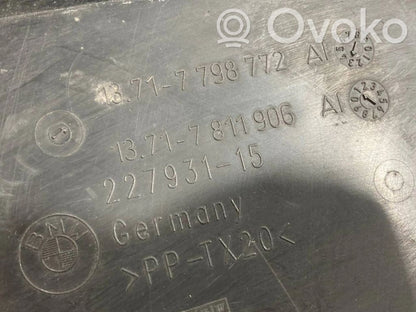 Ovoko
13.71-7 798 772 AI
13.71-7 811 906 AI
227931-15
Germany
BMW
>PP-TX20<